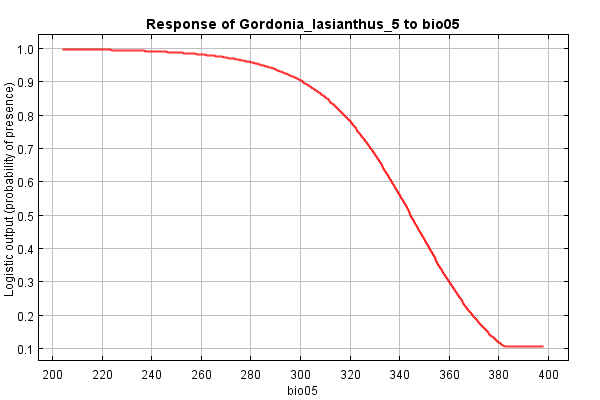 Response of Gordonia_lasianthus_5 to bio05
Logistic output (probability of presence)
1.0
0.9
0.8
0.7
0.6
0.5
0.4
0.3
0.2
0.1
200 220 240 260 280 300 320 340 360 380 400
bio05